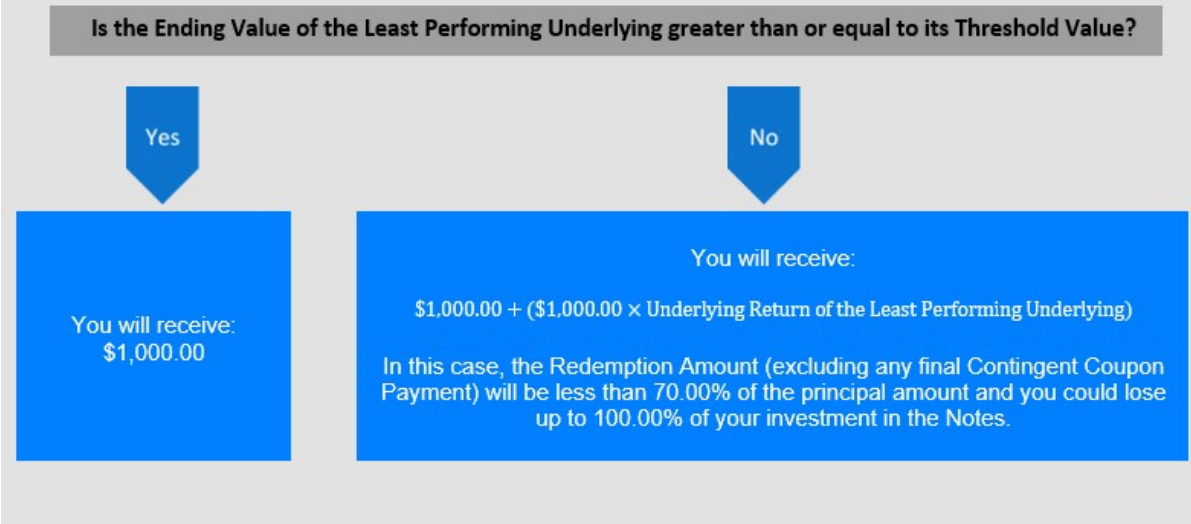 Is the Ending Value of the Least Performing Underlying greater than or equal to its Threshold Value?
Yes
No
You will receive:
$1,000.00
You will receive:
$1,000.00 + ($1,000.00 × Underlying Return of the Least Performing Underlying)
In this case, the Redemption Amount (excluding any final Contingent Coupon
Payment) will be less than 70.00% of the principal amount and you could lose
up to 100.00% of your investment in the Notes.